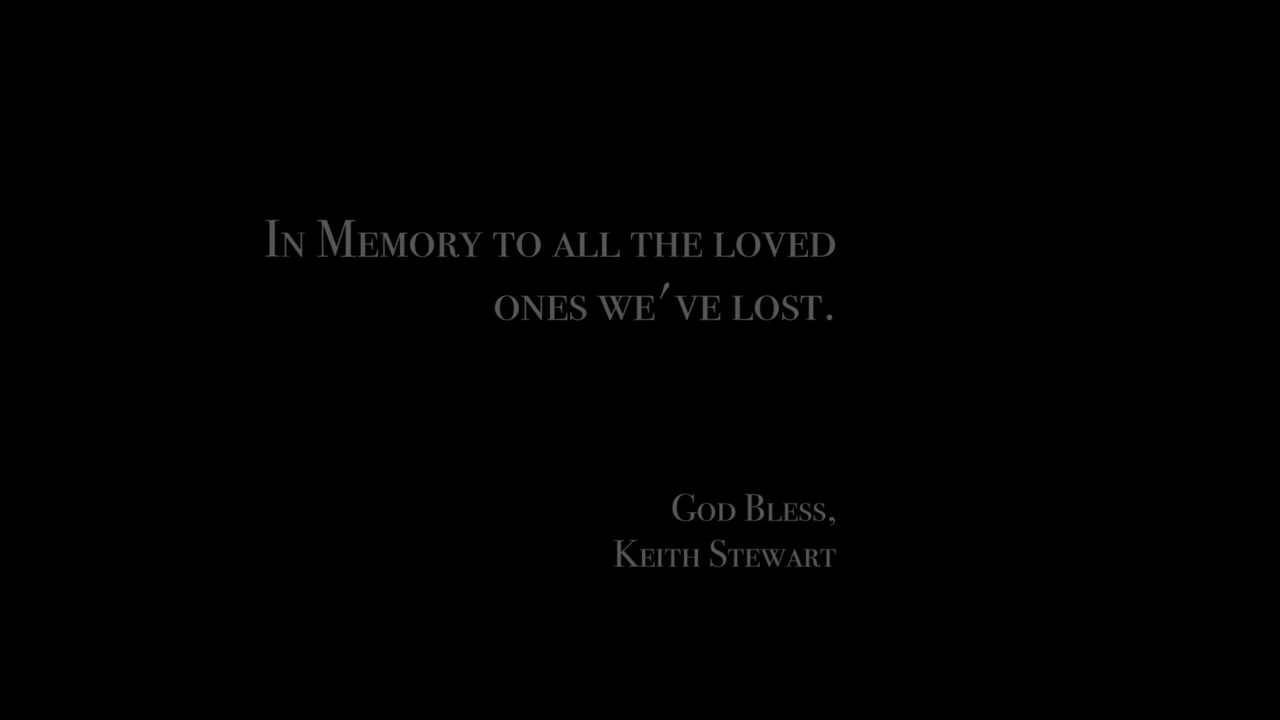 In Memory to all the loved
ones we've lost.
God Bless,
Keith Stewart